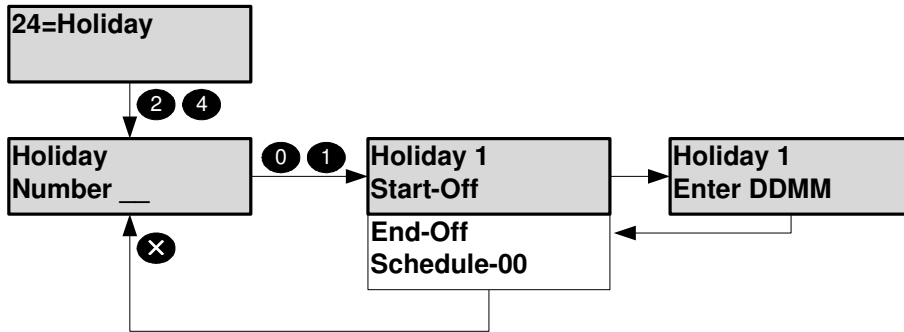 24=Holiday
2 4
Holiday
Number __
0 1
Holiday 1
Start-Off
End-Off
Schedule-00
Holiday 1
Enter DDMM
✕